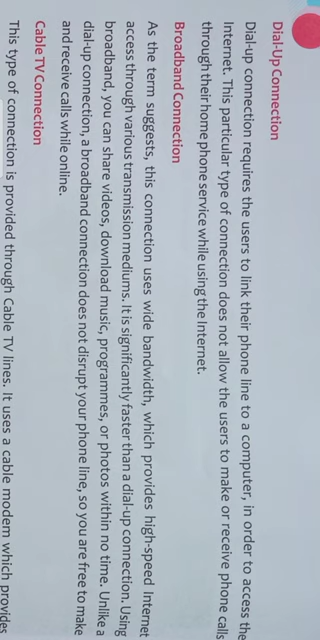 Dial-Up Connection
Dial-up connection requires the users to link their phone line to a computer, in order to access the
Internet. This particular type of connection does not allow the users to make or receive phone calls
through their home phone service while using the Internet.
Broadband Connection
As the term suggests, this connection uses wide bandwidth, which provides high-speed Internet
access through various transmission mediums. It is significantly faster than a dial-up connection. Using
broadband, you can share videos, download music, programmes, or photos within no time. Unlike a
dial-up connection, a broadband connection does not disrupt your phone line, so you are free to make
and receive calls while online.
Cable TV Connection
This type of connection is provided through Cable TV lines. It uses a cable modem which provides